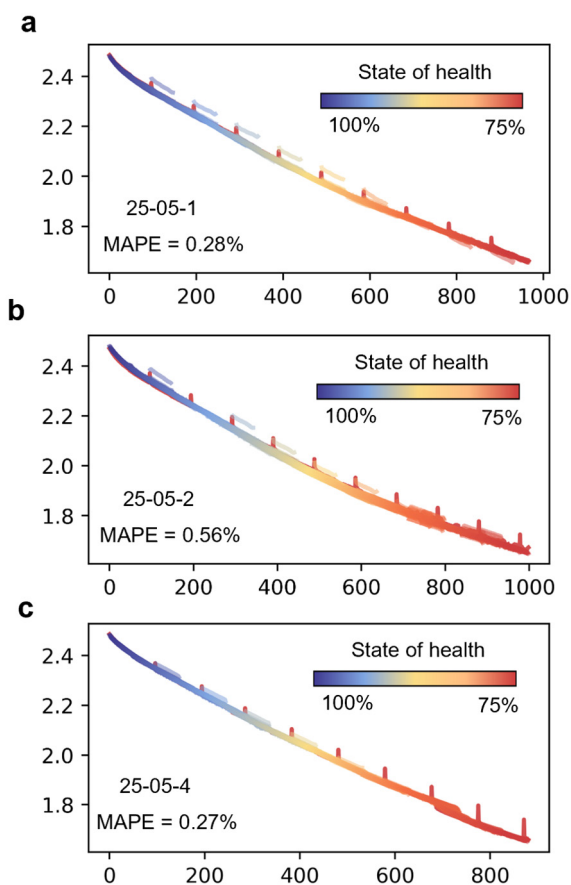 a
State of health
100% 75%
2.4
2.2
2.0
1.8
25-05-1
MAPE = 0.28%
0 200 400 600 800 1000
b
State of health
100% 75%
2.4
2.2
2.0
1.8
25-05-2
MAPE = 0.56%
0 200 400 600 800 1000
c
State of health
100% 75%
2.4
2.2
2.0
1.8
25-05-4
MAPE = 0.27%
0 200 400 600 800